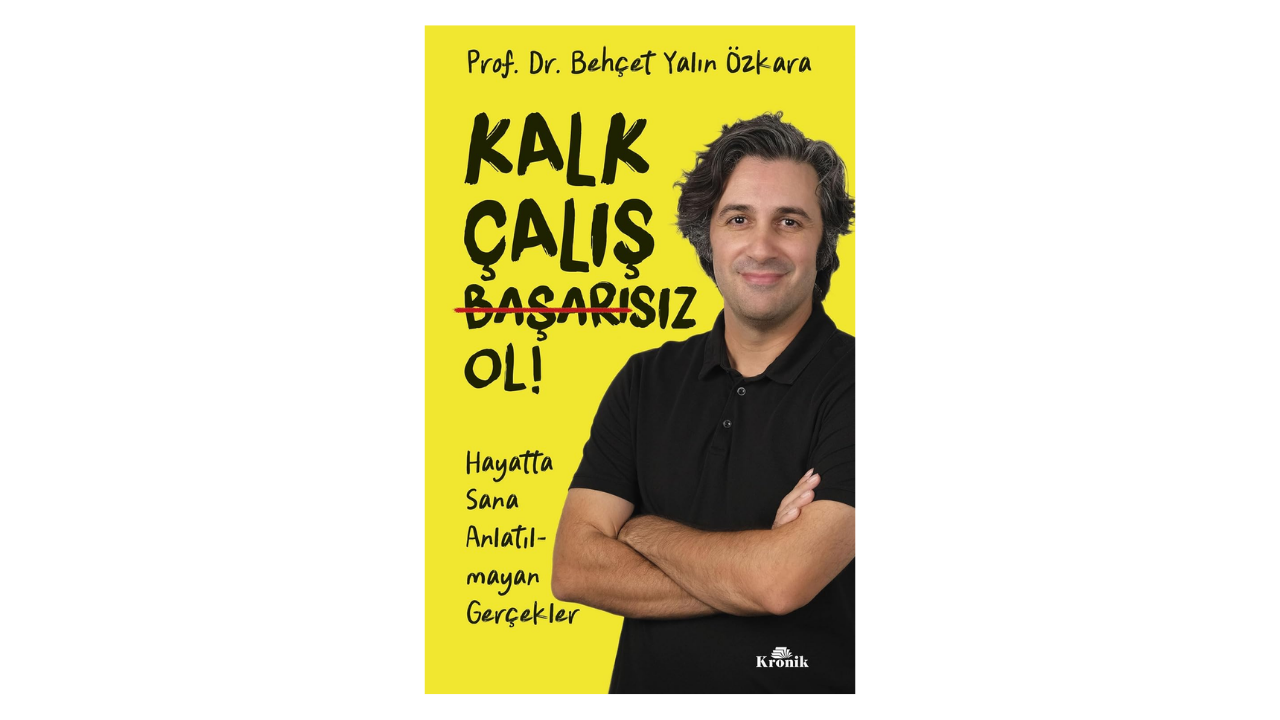 Prof. Dr. Behçet Yalın Özkara
KALK
ÇALIŞ
BAŞARISIZ
OL!
Hayatta
Sana
Anlatıl-
mayan
Gerçekler
Kronik